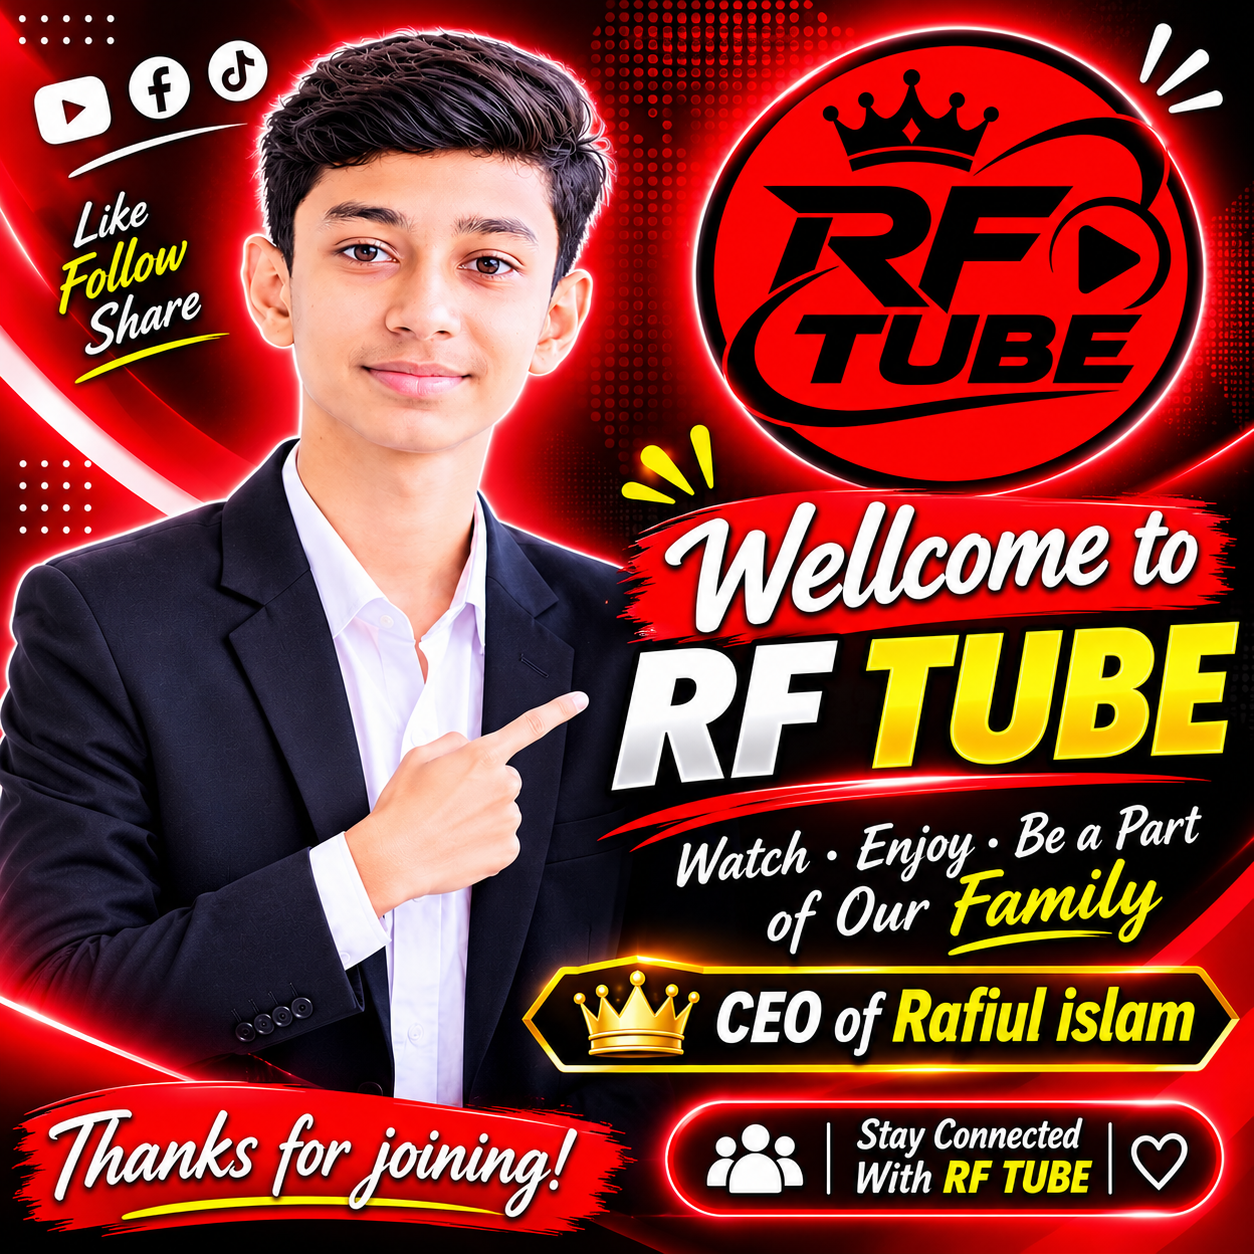 Like
Follow
Share
RF
TUBE
Wellcome to
RF TUBE
Watch • Enjoy • Be a Part
of Our Family
CEO of Rafiul islam
Thanks for joining!
Stay Connected
With RF TUBE